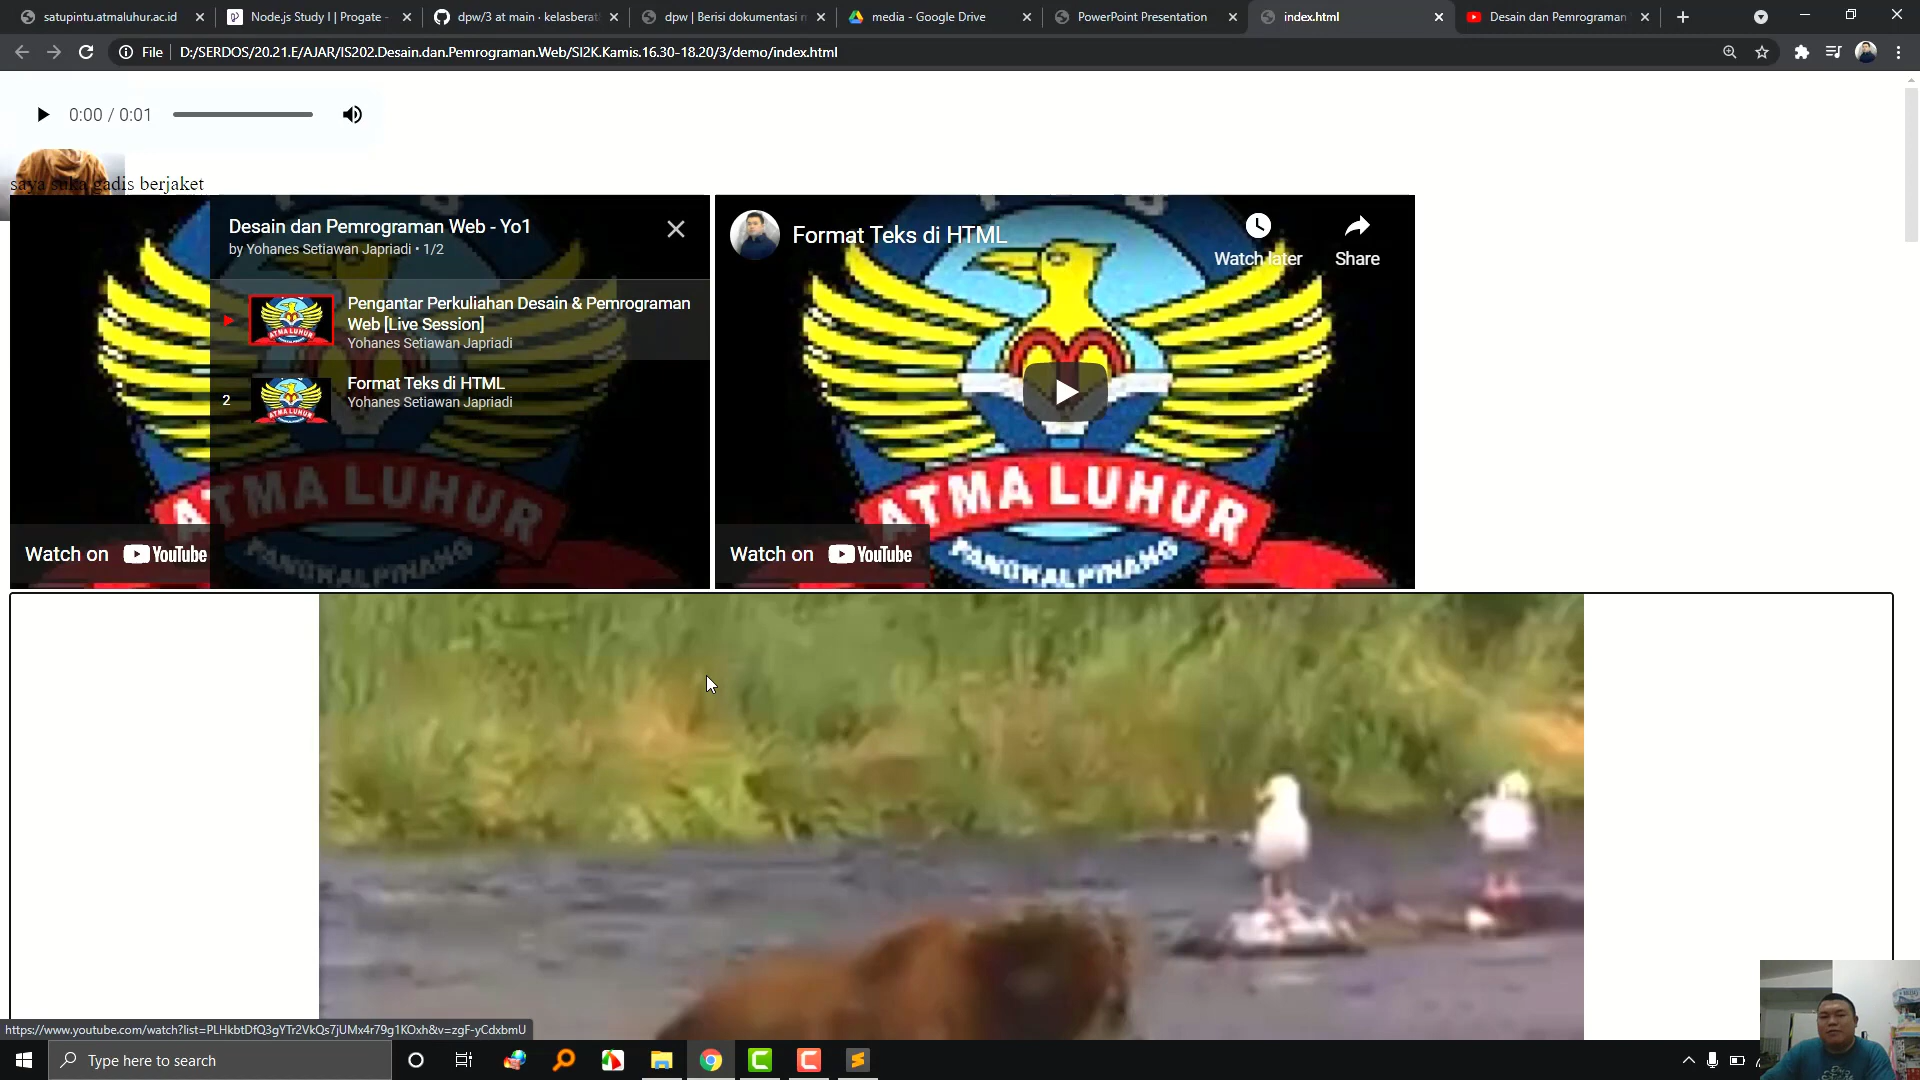 satupintu.atmaluhur.ac.id
Node.js Study I | Progate -
dpw/3 at main · kelasberat
dpw | Berisi dokumentasi
media - Google Drive
PowerPoint Presentation
index.html
Desain dan Pemrograman
File
D:/SERDOS/20.21.E/AJAR/IS202.Desain.dan.Pemrograman.Web/SI2K.Kamis.16.30-18.20/3/demo/index.html
0:00 / 0:01
saya suka gadis berjaket
Desain dan Pemrograman Web - Yo1
by Yohanes Setiawan Japriadi • 1/2
Pengantar Perkuliahan Desain & Pemrograman
Web [Live Session]
Yohanes Setiawan Japriadi
2
Format Teks di HTML
Yohanes Setiawan Japriadi
ATMA LUHUR
PANGKALPINANG
Watch on YouTube
Format Teks di HTML
Watch later
Share
ATMA LUHUR
PANGKALPINANG
Watch on YouTube
https://www.youtube.com/watch?list=PLHkbtDfQ3gYTr2VkQs7jUMx4r79g1KOxh&v=zgF-yCdxbmU
Type here to search